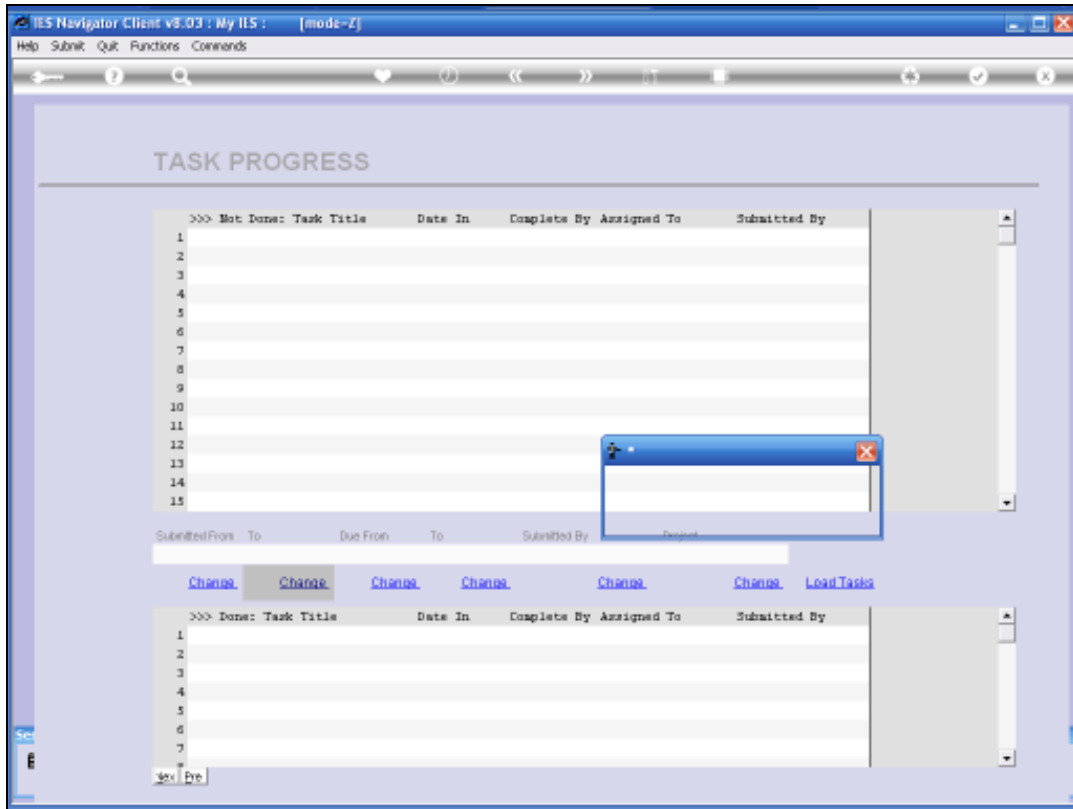 IES Navigator Client v8.03 : My IES : [mode-Z]
Help Submit Quit Functions Commands
TASK PROGRESS
>>> Not Done: Task Title Date In Complete By Assigned To Submitted By
1
2
3
4
5
6
7
8
9
10
11
12
13
14
15
Submitted From To Due From To Submitted By Project
Change Change Change Change Change Change Load Tasks
>>> Done: Task Title Date In Complete By Assigned To Submitted By
1
2
3
4
5
6
7
Nex Pre